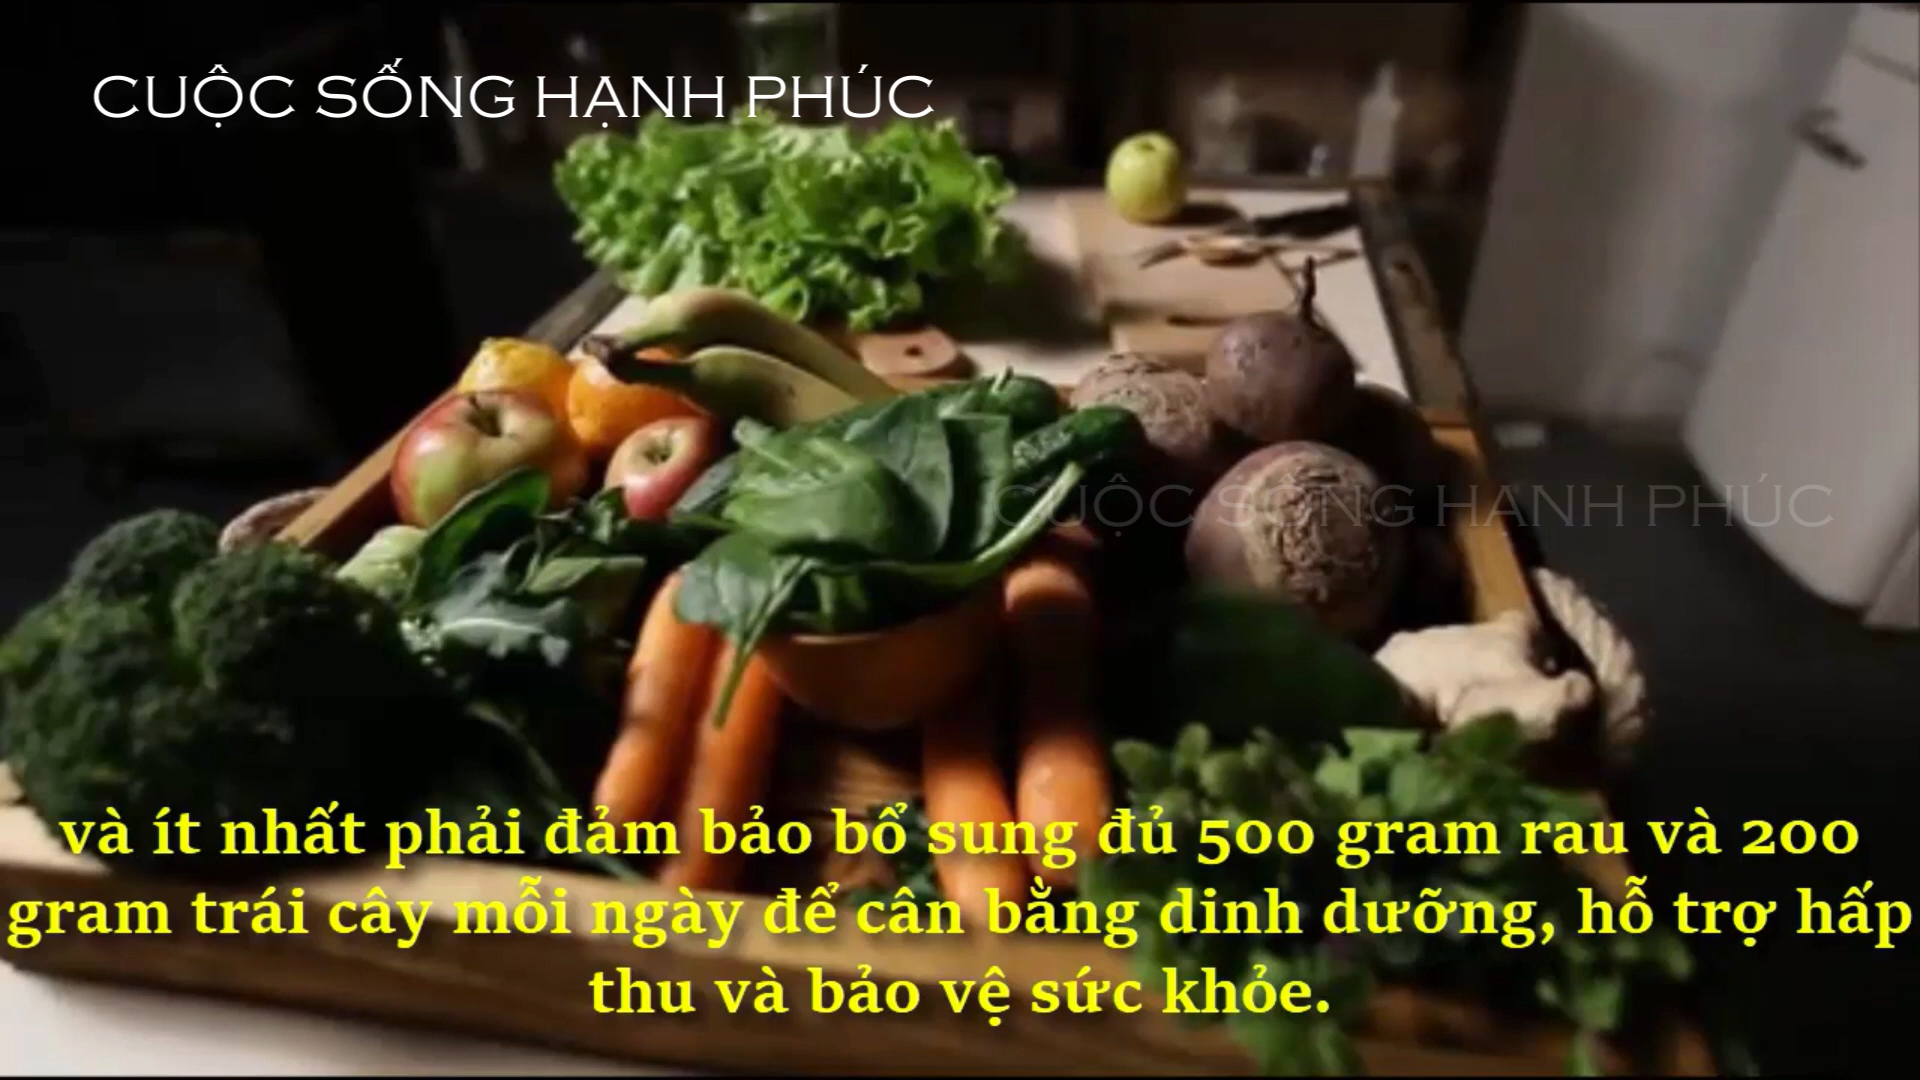 CUỘC SỐNG HẠNH PHÚC
CUỘC SỐNG HẠNH PHÚC
và ít nhất phải đảm bảo bổ sung đủ 500 gram rau và 200
gram trái cây mỗi ngày để cân bằng dinh dưỡng, hỗ trợ hấp
thu và bảo vệ sức khỏe.